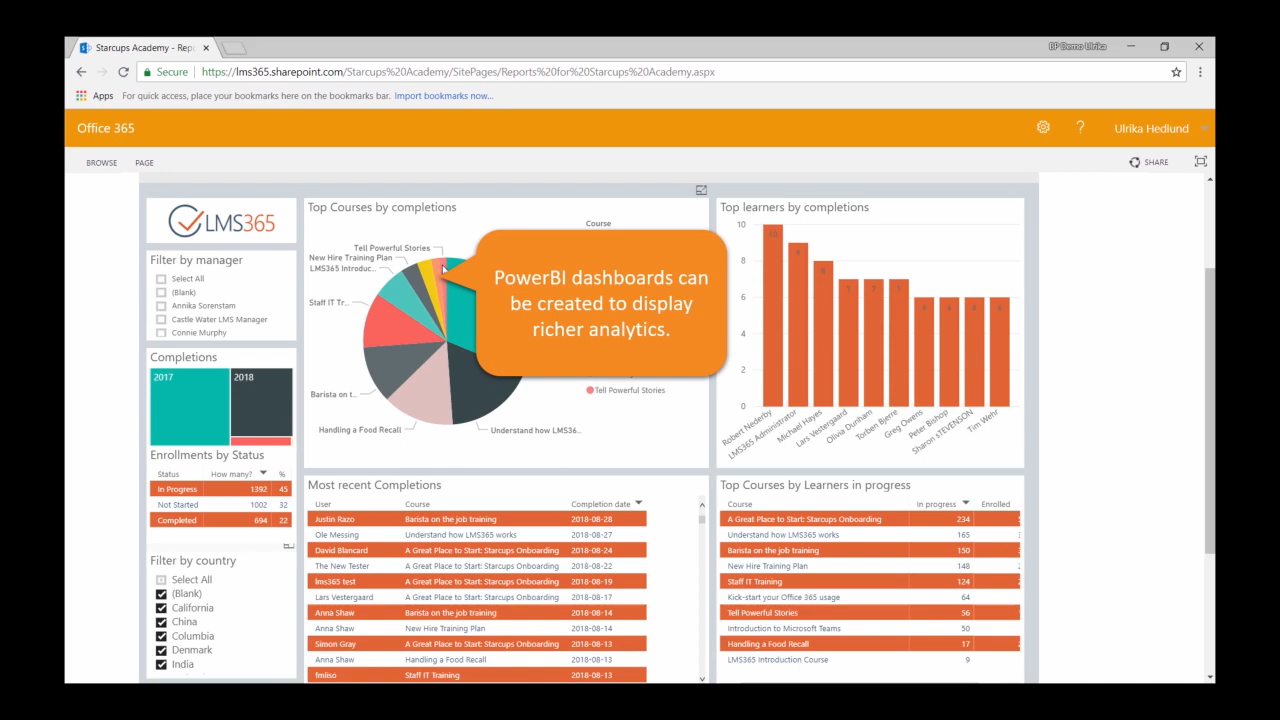 Starcups Academy - Rep
BP Demo Ulrika
Secure
https://lms365.sharepoint.com/Starcups%20Academy/SitePages/Reports%20for%20Starcups%20Academy.aspx
Apps For quick access, place your bookmarks here on the bookmarks bar. Import bookmarks now...
Office 365
? Ulrika Hedlund
BROWSE PAGE
SHARE
LMS365
Filter by manager
Select All
(Blank)
Annika Sorenstam
Castle Water LMS Manager
Connie Murphy
Completions
2017 2018
Enrollments by Status
Status How many? %
In Progress 1392 45
Not Started 1002 32
Completed 694 22
Filter by country
Select All
(Blank)
California
China
Columbia
Denmark
India
Top Courses by completions
Course
Tell Powerful Stories
New Hire Training Plan
LMS365 Introduc...
Staff IT Tr...
Barista on t...
Handling a Food Recall
Understand how LMS36...
Tell Powerful Stories
PowerBI dashboards can
be created to display
richer analytics.
Top learners by completions
10
8
6
4
2
0
10 9 8 7 7 7 6 6 6 6
Robert Nederby
LMS365 Administrator
Michael Hayes
Lars Vestergaard
Olivia Dunham
Torben Bjerre
Greg Owens
Peter Bishop
Sharon sTEVENSON
Tim Wehr
Most recent Completions
User Course Completion date
Justin Razo Barista on the job training 2018-08-28
Ole Messing Understand how LMS365 works 2018-08-27
David Blancard A Great Place to Start: Starcups Onboarding 2018-08-24
The New Tester A Great Place to Start: Starcups Onboarding 2018-08-22
lms365 test A Great Place to Start: Starcups Onboarding 2018-08-19
Lars Vestergaard A Great Place to Start: Starcups Onboarding 2018-08-17
Anna Shaw Barista on the job training 2018-08-14
Anna Shaw New Hire Training Plan 2018-08-14
Simon Gray A Great Place to Start: Starcups Onboarding 2018-08-13
Anna Shaw Handling a Food Recall 2018-08-13
fmliso Staff IT Training 2018-08-13
Top Courses by Learners in progress
Course In progress Enrolled
A Great Place to Start: Starcups Onboarding 234
Understand how LMS365 works 165
Barista on the job training 150
New Hire Training Plan 148
Staff IT Training 124
Kick-start your Office 365 usage 64
Tell Powerful Stories 56
Introduction to Microsoft Teams 50
Handling a Food Recall 17
LMS365 Introduction Course 9